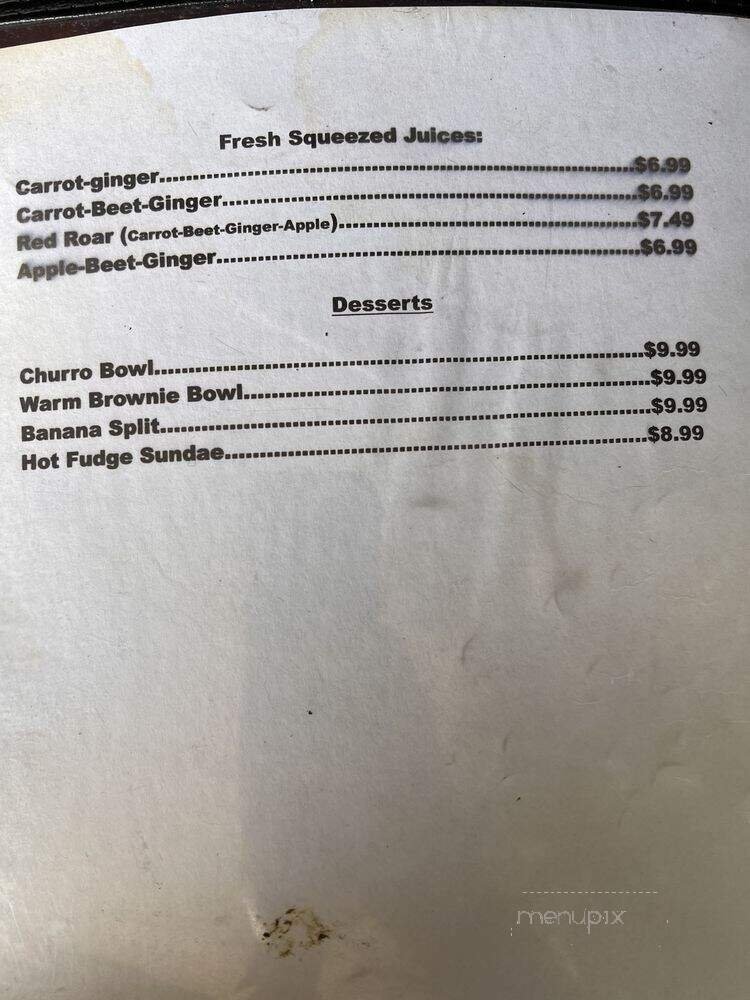 Fresh Squeezed Juices:
Carrot-ginger.....................................................................$6.99
Carrot-Beet-Ginger............................................................$6.99
Red Roar (Carrot-Beet-Ginger-Apple)...........................................$7.49
Apple-Beet-Ginger.............................................................$6.99
Desserts
Churro Bowl.......................................................................$9.99
Warm Brownie Bowl...........................................................$9.99
Banana Split......................................................................$9.99
Hot Fudge Sundae.............................................................$8.99
menupix